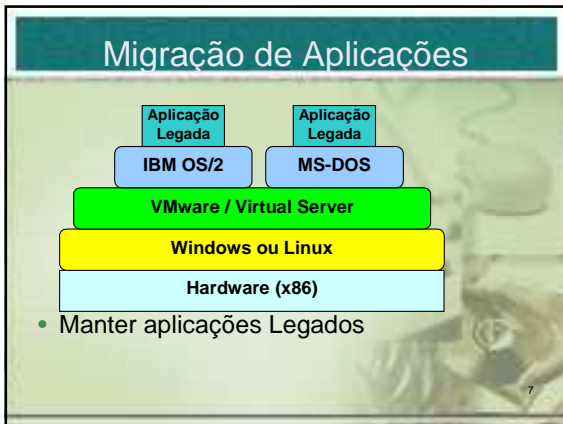 Migração de Aplicações
Aplicação Legada
Aplicação Legada
IBM OS/2
MS-DOS
VMware / Virtual Server
Windows ou Linux
Hardware (x86)
• Manter aplicações Legados
7